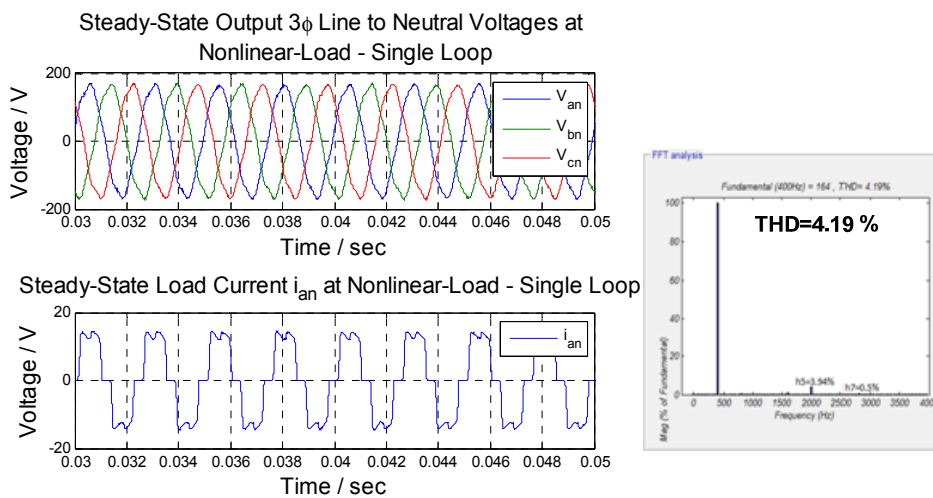 Steady-State Output 3ϕ Line to Neutral Voltages at
Nonlinear-Load - Single Loop
Voltage / V
200
0
-200
V_an
V_bn
V_cn
0.03 0.032 0.034 0.036 0.038 0.04 0.042 0.044 0.046 0.048 0.05
Time / sec
Steady-State Load Current i_an at Nonlinear-Load - Single Loop
Voltage / V
20
0
-20
i_an
0.03 0.032 0.034 0.036 0.038 0.04 0.042 0.044 0.046 0.048 0.05
Time / sec
FFT analysis
Fundamental (400Hz) = 164 , THD= 4.19%
THD=4.19 %
Mag (% of Fundamental)
100
80
60
40
20
0
h5=3.94%
h7=0.5%
0 500 1000 1500 2000 2500 3000 3500 400
Frequency (Hz)